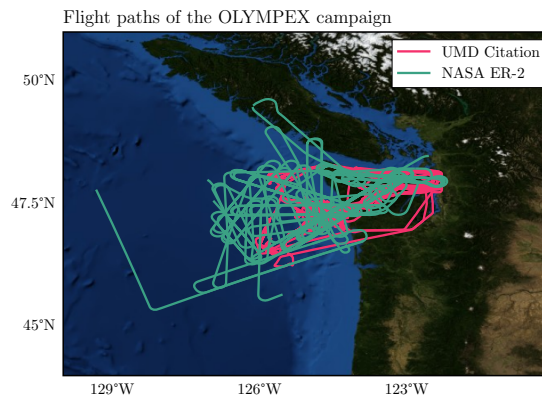 Flight paths of the OLYMPEX campaign
UMD Citation
NASA ER-2
50°N
47.5°N
45°N
129°W
126°W
123°W